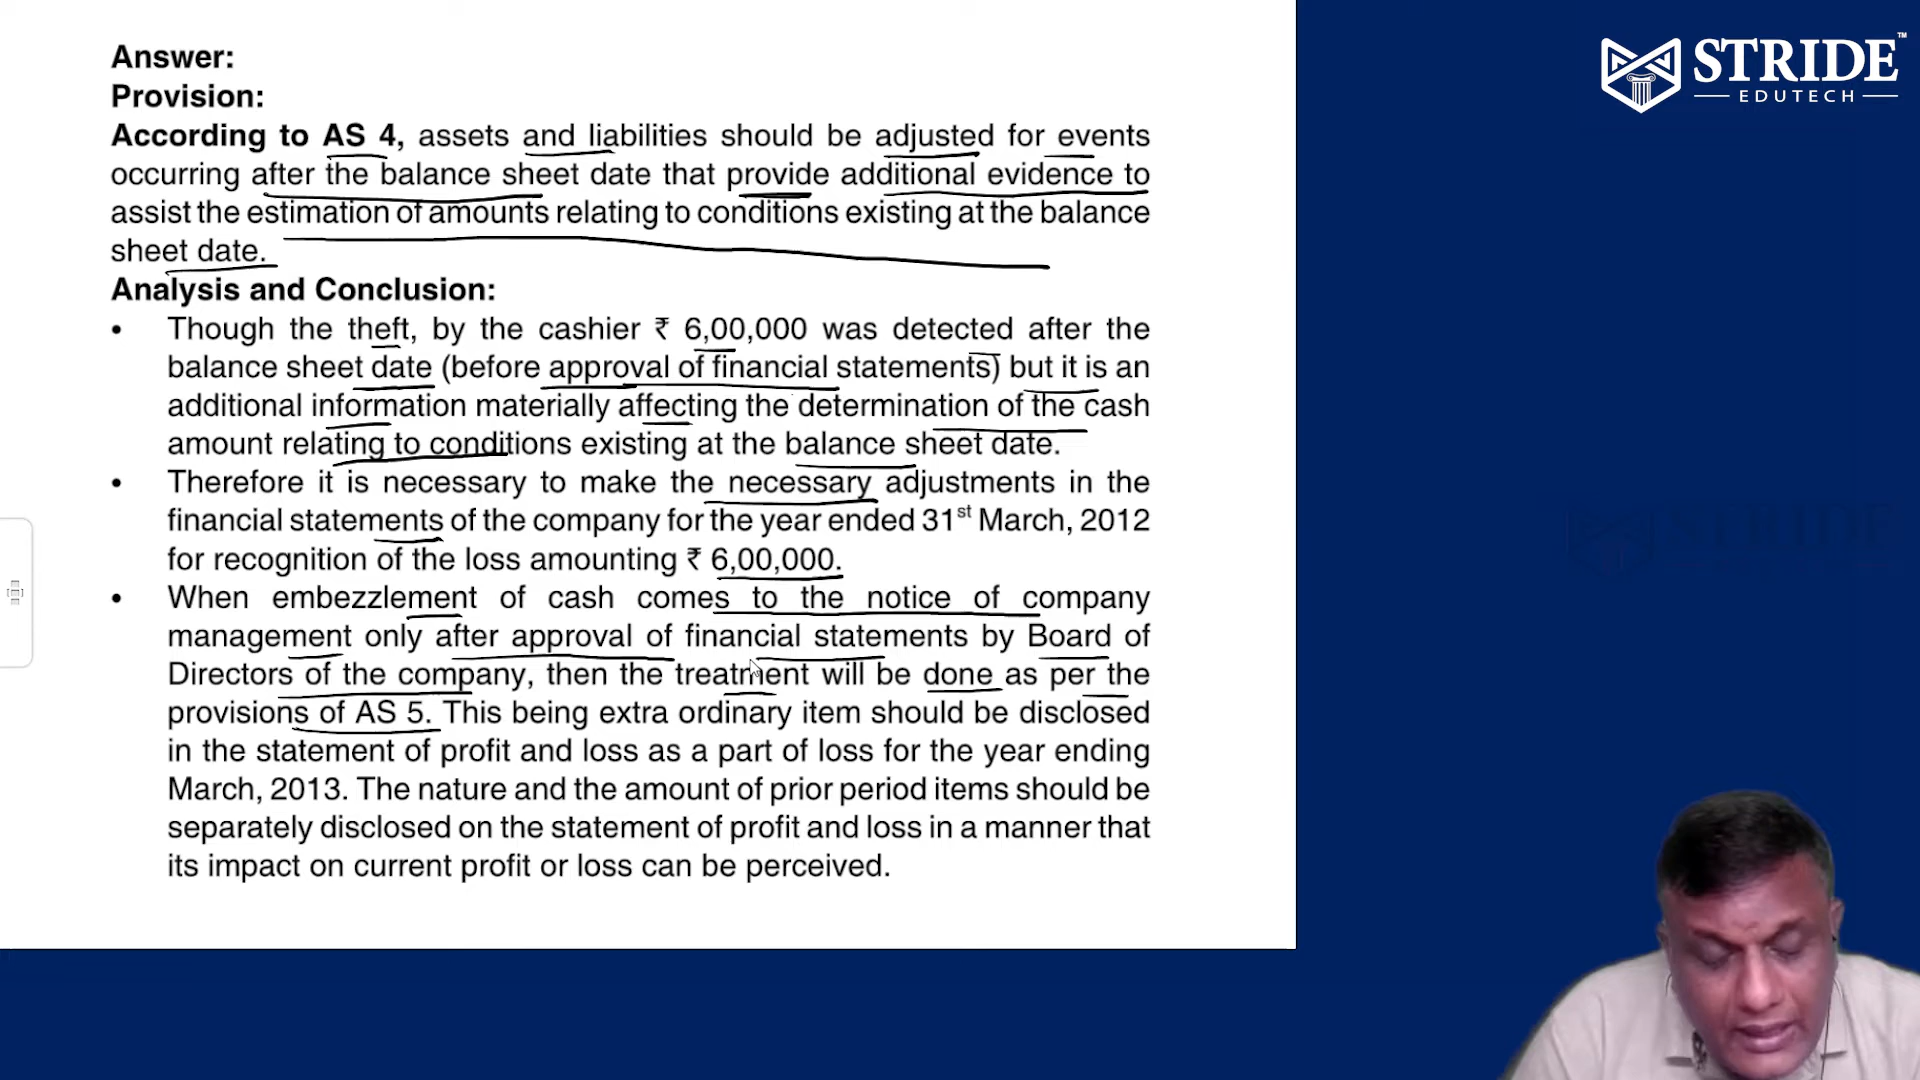 Answer:
Provision:
According to AS 4, assets and liabilities should be adjusted for events
occurring after the balance sheet date that provide additional evidence to
assist the estimation of amounts relating to conditions existing at the balance
sheet date.
Analysis and Conclusion:
• Though the theft, by the cashier ₹ 6,00,000 was detected after the
balance sheet date (before approval of financial statements) but it is an
additional information materially affecting the determination of the cash
amount relating to conditions existing at the balance sheet date.
• Therefore it is necessary to make the necessary adjustments in the
financial statements of the company for the year ended 31st March, 2012
for recognition of the loss amounting ₹ 6,00,000.
• When embezzlement of cash comes to the notice of company
management only after approval of financial statements by Board of
Directors of the company, then the treatment will be done as per the
provisions of AS 5. This being extra ordinary item should be disclosed
in the statement of profit and loss as a part of loss for the year ending
March, 2013. The nature and the amount of prior period items should be
separately disclosed on the statement of profit and loss in a manner that
its impact on current profit or loss can be perceived.
STRIDE™
EDUTECH
STRIDE